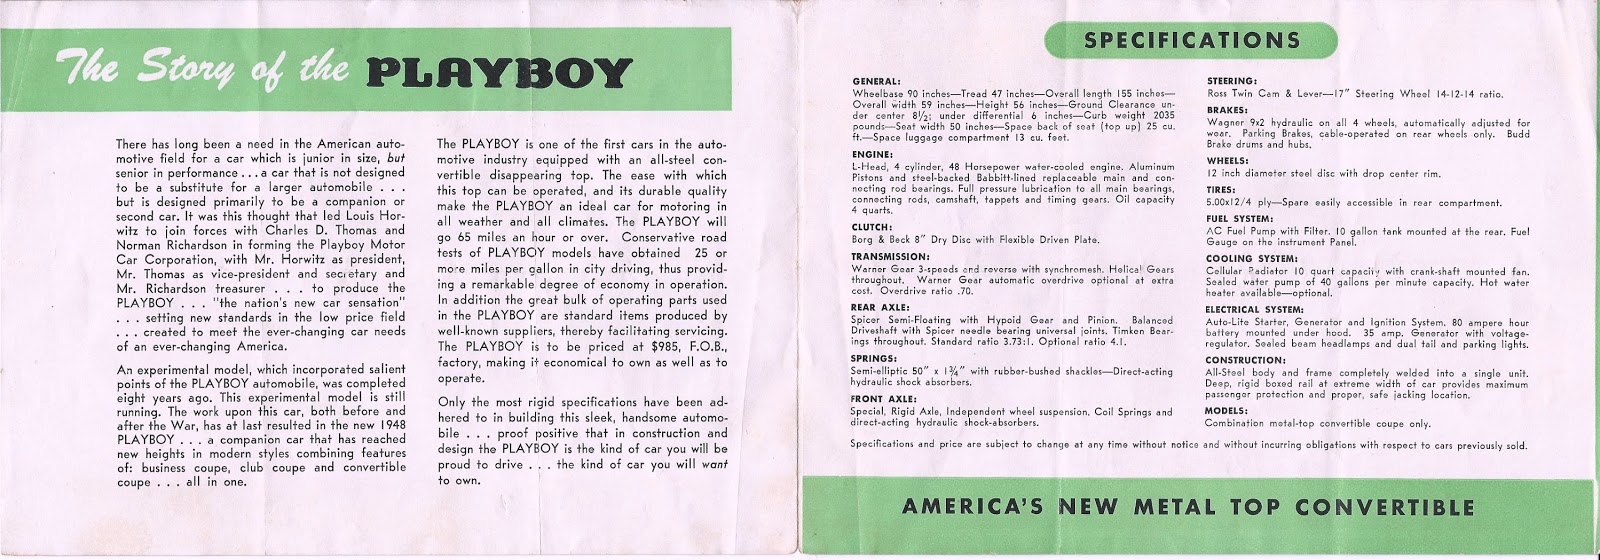 The Story of the PLAYBOY
There has long been a need in the American auto-
motive field for a car which is junior in size, but
senior in performance . . . a car that is not designed
to be a substitute for a larger automobile . . .
but is designed primarily to be a companion or
second car. It was this thought that led Louis Hor-
witz to join forces with Charles D. Thomas and
Norman Richardson in forming the Playboy Motor
Car Corporation, with Mr. Horwitz as president,
Mr. Thomas as vice-president and secretary and
Mr. Richardson treasurer . . . to produce the
PLAYBOY . . . "the nation's new car sensation"
. . . setting new standards in the low price field
. . . created to meet the ever-changing car needs
of an ever-changing America.
An experimental model, which incorporated salient
points of the PLAYBOY automobile, was completed
eight years ago. This experimental model is still
running. The work upon this car, both before and
after the War, has at last resulted in the new 1948
PLAYBOY . . . a companion car that has reached
new heights in modern styles combining features
of: business coupe, club coupe and convertible
coupe . . . all in one.
The PLAYBOY is one of the first cars in the auto-
motive industry equipped with an all-steel con-
vertible disappearing top. The ease with which
this top can be operated, and its durable quality
make the PLAYBOY an ideal car for motoring in
all weather and all climates. The PLAYBOY will
go 65 miles an hour or over. Conservative road
tests of PLAYBOY models have obtained 25 or
more miles per gallon in city driving, thus provid-
ing a remarkable degree of economy in operation.
In addition the great bulk of operating parts used
in the PLAYBOY are standard items produced by
well-known suppliers, thereby facilitating servicing.
The PLAYBOY is to be priced at $985, F.O.B.,
factory, making it economical to own as well as to
operate.
Only the most rigid specifications have been ad-
hered to in building this sleek, handsome automo-
bile . . . proof positive that in construction and
design the PLAYBOY is the kind of car you will be
proud to drive . . . the kind of car you will want
to own.
SPECIFICATIONS
GENERAL:
Wheelbase 90 inches—Tread 47 inches—Overall length 155 inches—
Overall width 59 inches—Height 56 inches—Ground Clearance un-
der center 8½; under differential 6 inches—Curb weight 2035
pounds—Seat width 50 inches—Space back of seat (top up) 25 cu.
ft.—Space luggage compartment 13 cu. feet.
ENGINE:
L-Head, 4 cylinder, 48 Horsepower water-cooled engine. Aluminum
Pistons and steel-backed Babbitt-lined replaceable main and con-
necting rod bearings. Full pressure lubrication to all main bearings,
connecting rods, camshaft, tappets and timing gears. Oil capacity
4 quarts.
CLUTCH:
Borg & Beck 8" Dry Disc with Flexible Driven Plate.
TRANSMISSION:
Warner Gear 3-speeds and reverse with synchromesh. Helical Gears
throughout. Warner Gear automatic overdrive optional at extra
cost. Overdrive ratio .70.
REAR AXLE:
Spicer Semi-Floating with Hypoid Gear and Pinion. Balanced
Driveshaft with Spicer needle bearing universal joints. Timken Bear-
ings throughout. Standard ratio 3.73:1. Optional ratio 4.1.
SPRINGS:
Semi-elliptic 50" x 1¾" with rubber-bushed shackles—Direct-acting
hydraulic shock absorbers.
FRONT AXLE:
Special, Rigid Axle, Independent wheel suspension. Coil Springs and
direct-acting hydraulic shock-absorbers.
STEERING:
Ross Twin Cam & Lever—17" Steering Wheel 14-12-14 ratio.
BRAKES:
Wagner 9x2 hydraulic on all 4 wheels, automatically adjusted for
wear. Parking Brakes, cable-operated on rear wheels only. Budd
Brake drums and hubs.
WHEELS:
12 inch diameter steel disc with drop center rim.
TIRES:
5.00x12/4 ply—Spare easily accessible in rear compartment.
FUEL SYSTEM:
AC Fuel Pump with Filter. 10 gallon tank mounted at the rear. Fuel
Gauge on the instrument Panel.
COOLING SYSTEM:
Cellular Radiator 10 quart capacity with crank-shaft mounted fan.
Sealed water pump of 40 gallons per minute capacity. Hot water
heater available—optional.
ELECTRICAL SYSTEM:
Auto-Lite Starter, Generator and Ignition System. 80 ampere hour
battery mounted under hood. 35 amp. Generator with voltage-
regulator. Sealed beam headlamps and dual tail and parking lights.
CONSTRUCTION:
All-Steel body and frame completely welded into a single unit.
Deep, rigid boxed rail at extreme width of car provides maximum
passenger protection and proper, safe jacking location.
MODELS:
Combination metal-top convertible coupe only.
Specifications and price are subject to change at any time without notice and without incurring obligations with respect to cars previously sold.
AMERICA'S NEW METAL TOP CONVERTIBLE